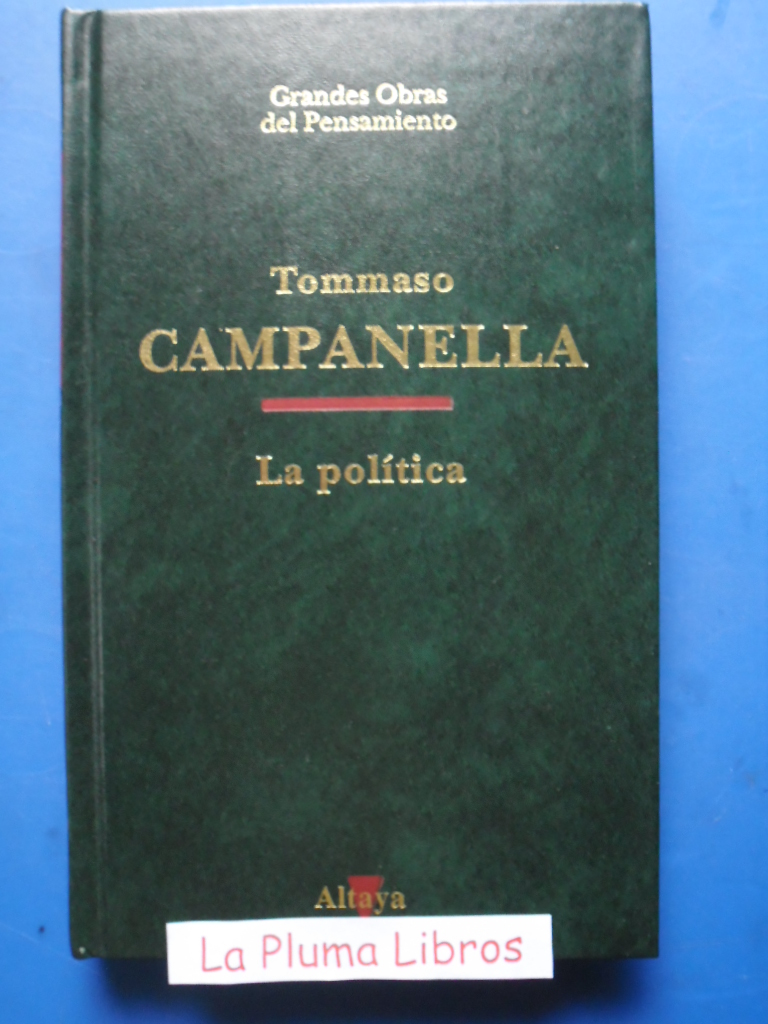 Grandes Obras
del Pensamiento
Tommaso
CAMPANELLA
La política
Altaya
La Pluma Libros